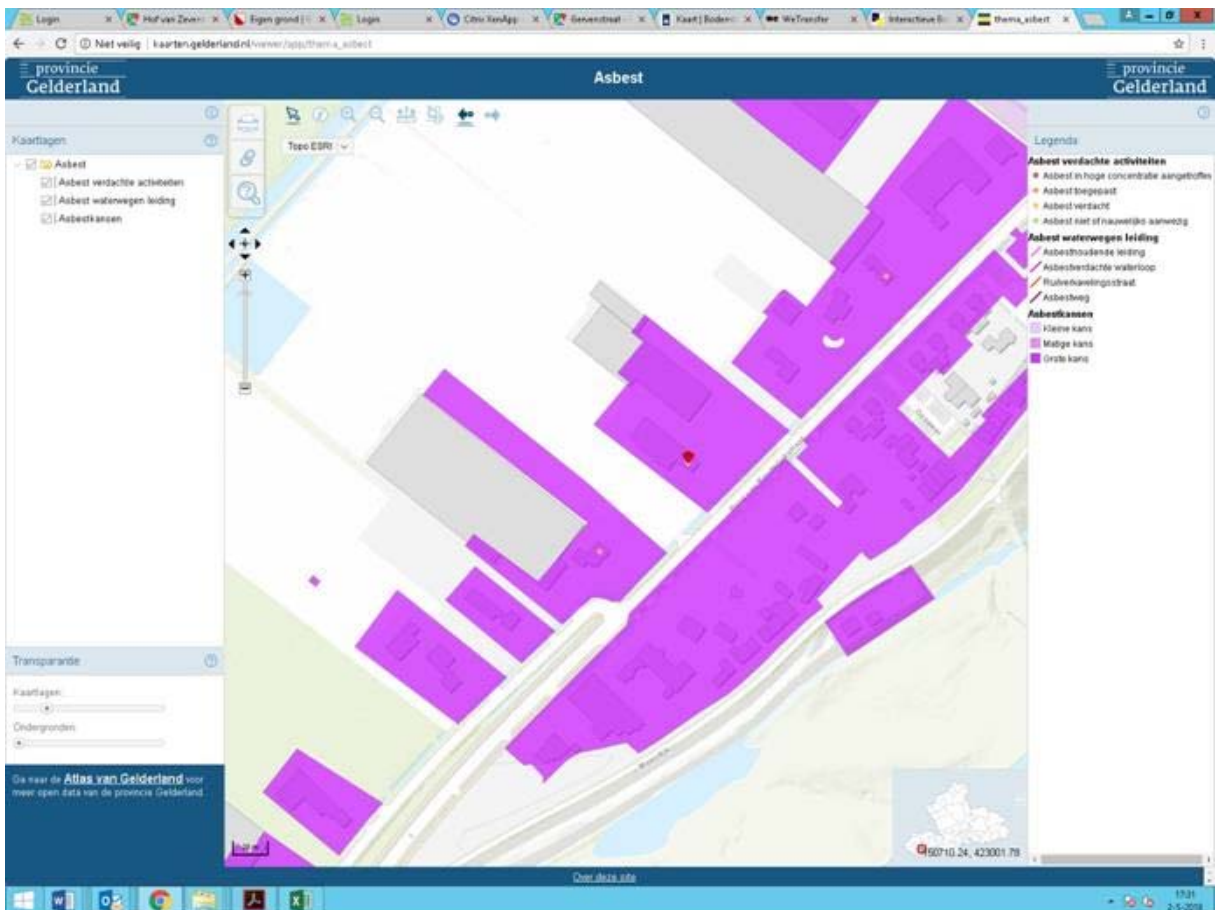 Login
Hof van Zeven
Eigen grond | G
Login
Citrix XenApp
Gervenstraat
Kaart | Bodem
WeTransfer
Interactieve B
thema_asbest
Niet veilig | kaarten.gelderland.nl/viewer/app/thema_asbest
provincie
Gelderland
Asbest
provincie
Gelderland
Kaartlagen
Asbest
Asbest verdachte activiteiten
Asbest waterwegen leiding
Asbestkansen
Topo ESRI
Legenda
Asbest verdachte activiteiten
Asbest in hoge concentratie aangetroffen
Asbest toegepast
Asbest verdacht
Asbest niet of nauwelijks aanwezig
Asbest waterwegen leiding
Asbesthoudende leiding
Asbestverdachte waterloop
Ruilverkavelingsstraat
Asbestweg
Asbestkansen
Kleine kans
Matige kans
Grote kans
Transparantie
Kaartlagen:
Ondergronden:
Ga naar de Atlas van Gelderland voor
meer open data van de provincie Gelderland
150710.24, 423001.78
Over deze site
17:31
2-5-2018